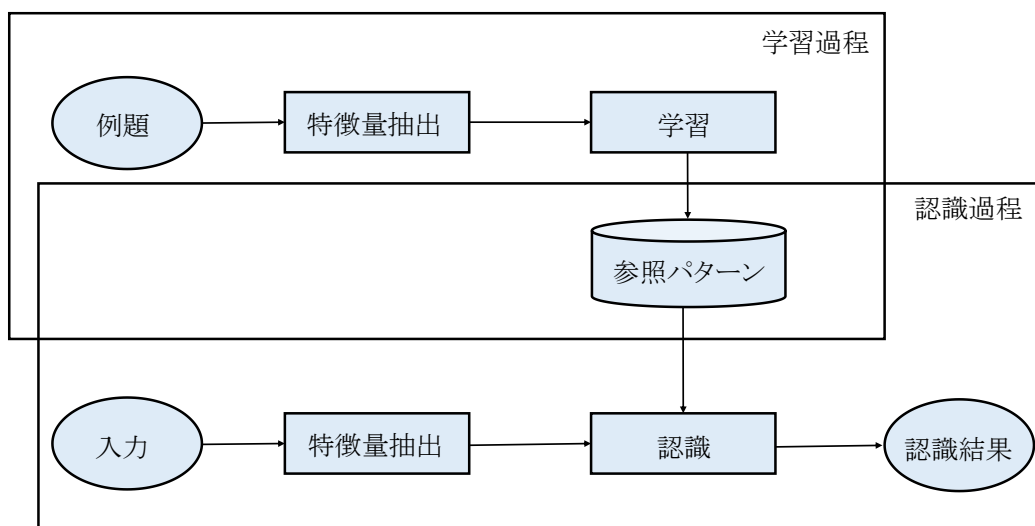 学習過程
例題
特徴量抽出
学習
認識過程
参照パターン
入力
特徴量抽出
認識
認識結果